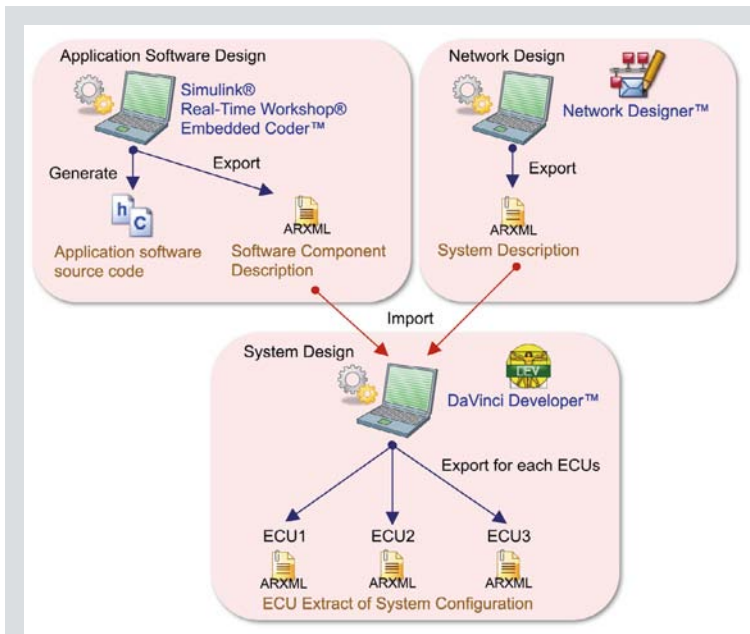 Application Software Design
Simulink®
Real-Time Workshop®
Embedded Coder™
Generate
Export
h
C
ARXML
Application software
source code
Software Component
Description
Network Design
Network Designer™
Export
ARXML
System Description
Import
System Design
DEV
DaVinci Developer™
Export for each ECUs
ECU1
ECU2
ECU3
ARXML
ARXML
ARXML
ECU Extract of System Configuration